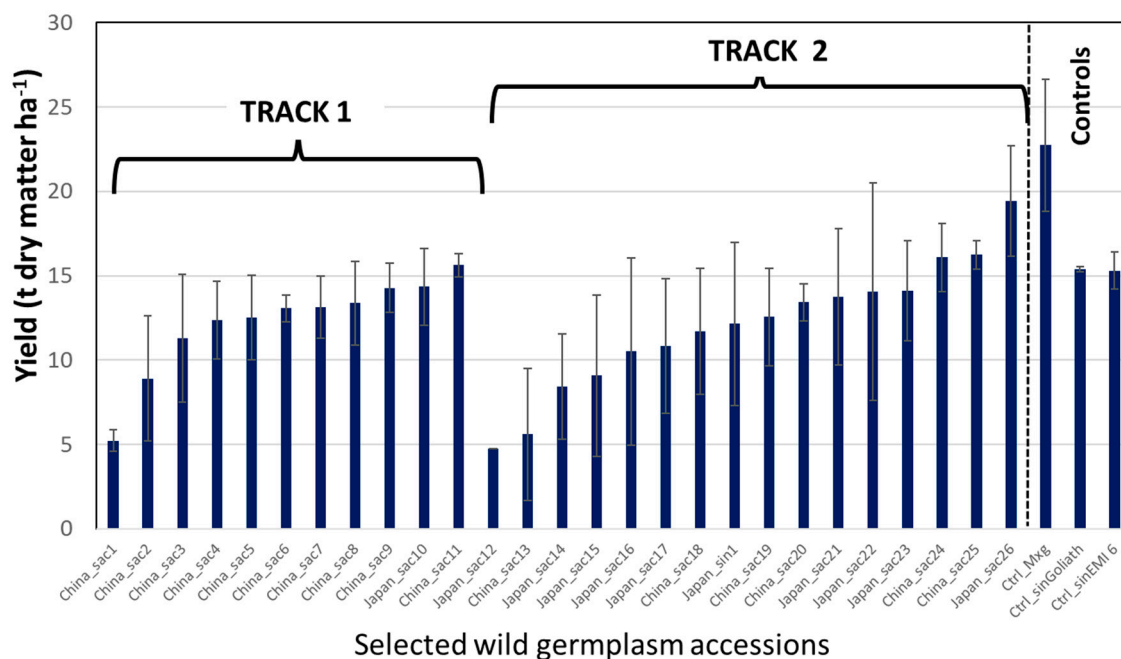 Yield (t dry matter ha⁻¹)
30
25
20
15
10
5
0
TRACK 1
TRACK 2
Controls
China_sac1
China_sac2
China_sac3
China_sac4
China_sac5
China_sac6
China_sac7
China_sac8
China_sac9
Japan_sac10
China_sac11
Japan_sac12
China_sac13
Japan_sac14
Japan_sac15
Japan_sac16
Japan_sac17
China_sac18
Japan_sin1
China_sac19
China_sac20
Japan_sac21
Japan_sac22
Japan_sac23
China_sac24
China_sac25
Japan_sac26
Ctrl_Mxg
Ctrl_sinGoliath
Ctrl_sinEMI 6
Selected wild germplasm accessions